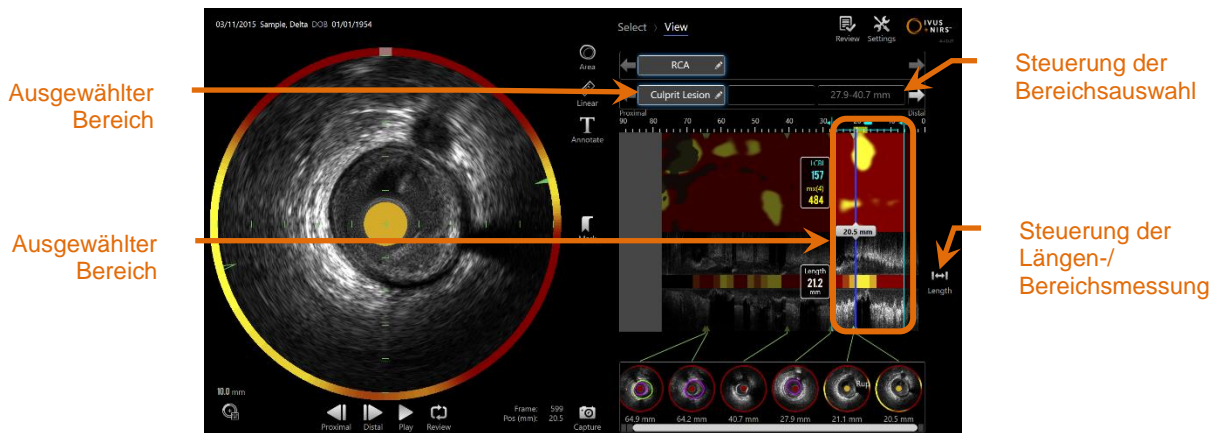 03/11/2015 Sample, Delta DOB 01/01/1954
Select > View
Review
Settings
IVUS
+NIRS
Area
Linear
T
Annotate
RCA
Culprit Lesion
27.9-40.7 mm
Proximal
Distal
90 80 70 60 50 40 30 20 10 0
Ausgewählter
Bereich
Steuerung der
Bereichsauswahl
LCBI
157
mx(4)
484
20.5 mm
Ausgewählter
Bereich
Mark
Length
21.2
mm
Length
Steuerung der
Längen-/
Bereichsmessung
10.0 mm
Proximal
Distal
Play
Review
Frame: 599
Pos (mm): 20.5
Capture
Rup
64.9 mm
64.2 mm
40.7 mm
27.9 mm
21.1 mm
20.5 mm